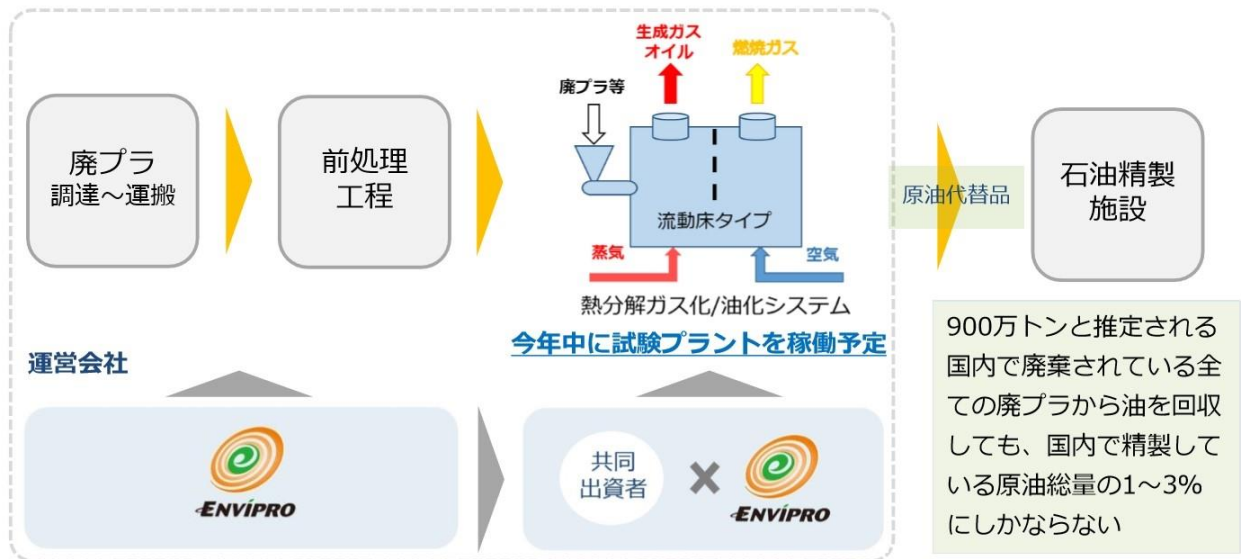 廃プラ
調達～運搬
前処理
工程
生成ガス
オイル
燃焼ガス
廃プラ等
流動床タイプ
蒸気
空気
熱分解ガス化/油化システム
今年中に試験プラントを稼働予定
原油代替品
石油精製
施設
運営会社
ENVIPRO
共同
出資者
×
ENVIPRO
900万トンと推定される
国内で廃棄されている全
ての廃プラから油を回収
しても、国内で精製して
いる原油総量の1～3%
にしかならない